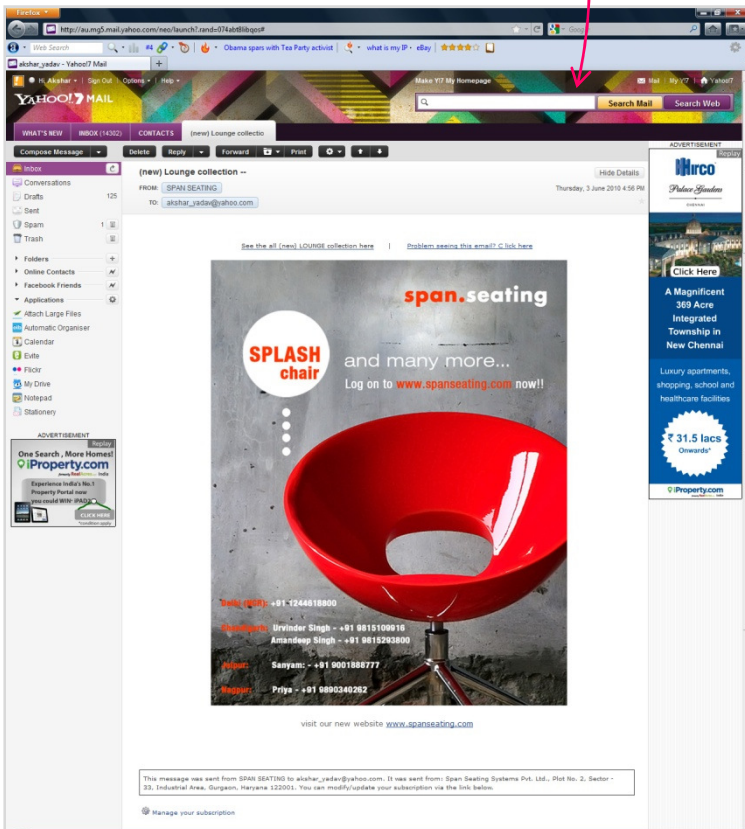 Firefox
http://au.mg5.mail.yahoo.com/neo/launch?.rand=074abt8libqos#
Google
Web Search
Obama spars with Tea Party activist
what is my IP
eBay
akshar_yadav - Yahoo!7 Mail
Hi, Akshar
Sign Out
Options
Help
Make Y!7 My Homepage
Mail
My Y!7
Yahoo!7
YAHOO!7 MAIL
Search Mail
Search Web
WHAT'S NEW
INBOX (14302)
CONTACTS
(new) Lounge collectio
Compose Message
Delete
Reply
Forward
Print
Inbox
Conversations
Drafts 125
Sent
Spam 1
Trash
Folders
Online Contacts
Facebook Friends
Applications
Attach Large Files
Automatic Organiser
Calendar
Evite
Flickr
My Drive
Notepad
Stationery
ADVERTISEMENT
Replay
One Search , More Homes!
iProperty.com
India
Experience India's No.1
Property Portal now
you could WIN* iPAD2
CLICK HERE
*condition apply
(new) Lounge collection --
Hide Details
FROM: SPAN SEATING
Thursday, 3 June 2010 4:56 PM
TO: akshar_yadav@yahoo.com
See the all (new) LOUNGE collection here | Problem seeing this email? C lick here
span.seating
SPLASH
chair
and many more...
Log on to www.spanseating.com now!!
Delhi (NCR): +91 1244618800
Chandigarh: Urvinder Singh - +91 9815109916
Amandeep Singh - +91 9815293800
Jaipur: Sanyam: - +91 9001888777
Nagpur: Priya - +91 9890340262
visit our new website www.spanseating.com
This message was sent from SPAN SEATING to akshar_yadav@yahoo.com. It was sent from: Span Seating Systems Pvt. Ltd., Plot No. 2, Sector -
33, Industrial Area, Gurgaon, Haryana 122001. You can modify/update your subscription via the link below.
Manage your subscription
ADVERTISEMENT
Replay
Hirco
Palace Gardens
CHENNAI
Click Here
A Magnificent
369 Acre
Integrated
Township in
New Chennai
Luxury apartments,
shopping, school and
healthcare facilities
₹ 31.5 lacs
Onwards*
iProperty.com